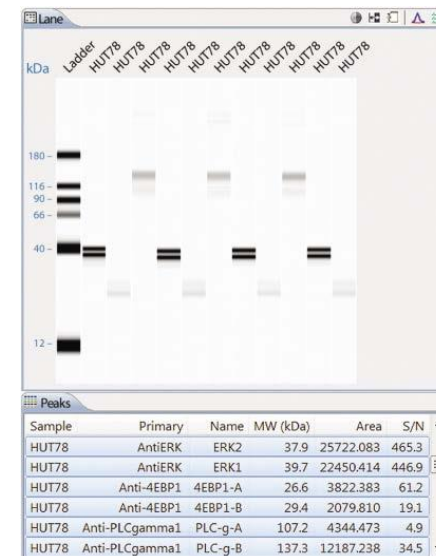 Lane
kDa Ladder HUT78 HUT78 HUT78 HUT78 HUT78 HUT78 HUT78 HUT78 HUT78 HUT78 HUT78
180
116
90
66
40
12
Peaks
Sample Primary Name MW (kDa) Area S/N
HUT78 AntiERK ERK2 37.9 25722.083 465.3
HUT78 AntiERK ERK1 39.7 22450.414 446.9
HUT78 Anti-4EBP1 4EBP1-A 26.6 3822.383 61.2
HUT78 Anti-4EBP1 4EBP1-B 29.4 2079.810 19.1
HUT78 Anti-PLCgamma1 PLC-g-A 107.2 4344.473 4.9
HUT78 Anti-PLCgamma1 PLC-g-B 137.3 12187.238 34.5